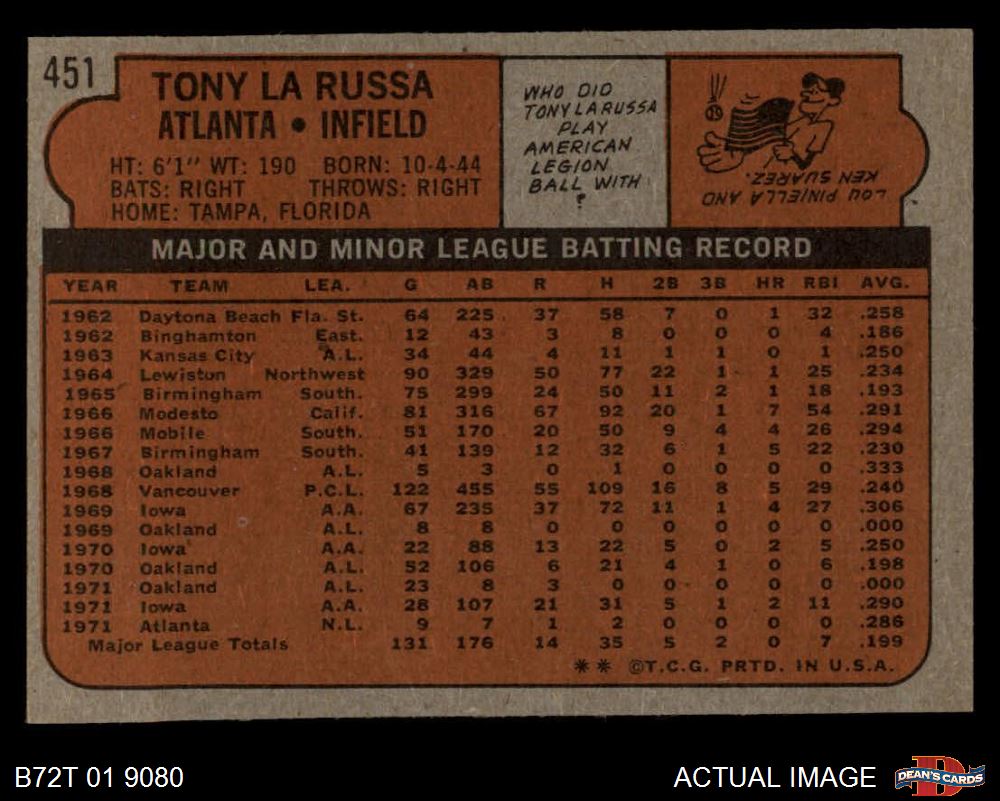 451
TONY LA RUSSA
ATLANTA • INFIELD
HT: 6'1" WT: 190 BORN: 10-4-44
BATS: RIGHT THROWS: RIGHT
HOME: TAMPA, FLORIDA
WHO DID
TONY LARUSSA
PLAY
AMERICAN
LEGION
BALL WITH
?
LOU PINIELLA AND
KEN SUAREZ.
MAJOR AND MINOR LEAGUE BATTING RECORD
YEAR TEAM LEA. G AB R H 2B 3B HR RBI AVG.
1962 Daytona Beach Fla. St. 64 225 37 58 7 0 1 32 .258
1962 Binghamton East. 12 43 3 8 0 0 0 4 .186
1963 Kansas City A.L. 34 44 4 11 1 1 0 1 .250
1964 Lewiston Northwest 90 329 50 77 22 1 1 25 .234
1965 Birmingham South. 75 299 24 50 11 2 1 18 .193
1966 Modesto Calif. 81 316 67 92 20 1 7 54 .291
1966 Mobile South. 51 170 20 50 9 4 4 26 .294
1967 Birmingham South. 41 139 12 32 6 1 5 22 .230
1968 Oakland A.L. 5 3 0 1 0 0 0 0 .333
1968 Vancouver P.C.L. 122 455 55 109 16 8 5 29 .240
1969 Iowa A.A. 67 235 37 72 11 1 4 27 .306
1969 Oakland A.L. 8 8 0 0 0 0 0 0 .000
1970 Iowa A.A. 22 88 13 22 5 0 2 5 .250
1970 Oakland A.L. 52 106 6 21 4 1 0 6 .198
1971 Oakland A.L. 23 8 3 0 0 0 0 0 .000
1971 Iowa A.A. 28 107 21 31 5 1 2 11 .290
1971 Atlanta N.L. 9 7 1 2 0 0 0 0 .286
Major League Totals 131 176 14 35 5 2 0 7 .199
** ©T.C.G. PRTD. IN U.S.A.
B72T 01 9080
ACTUAL IMAGE
DEAN'S CARDS